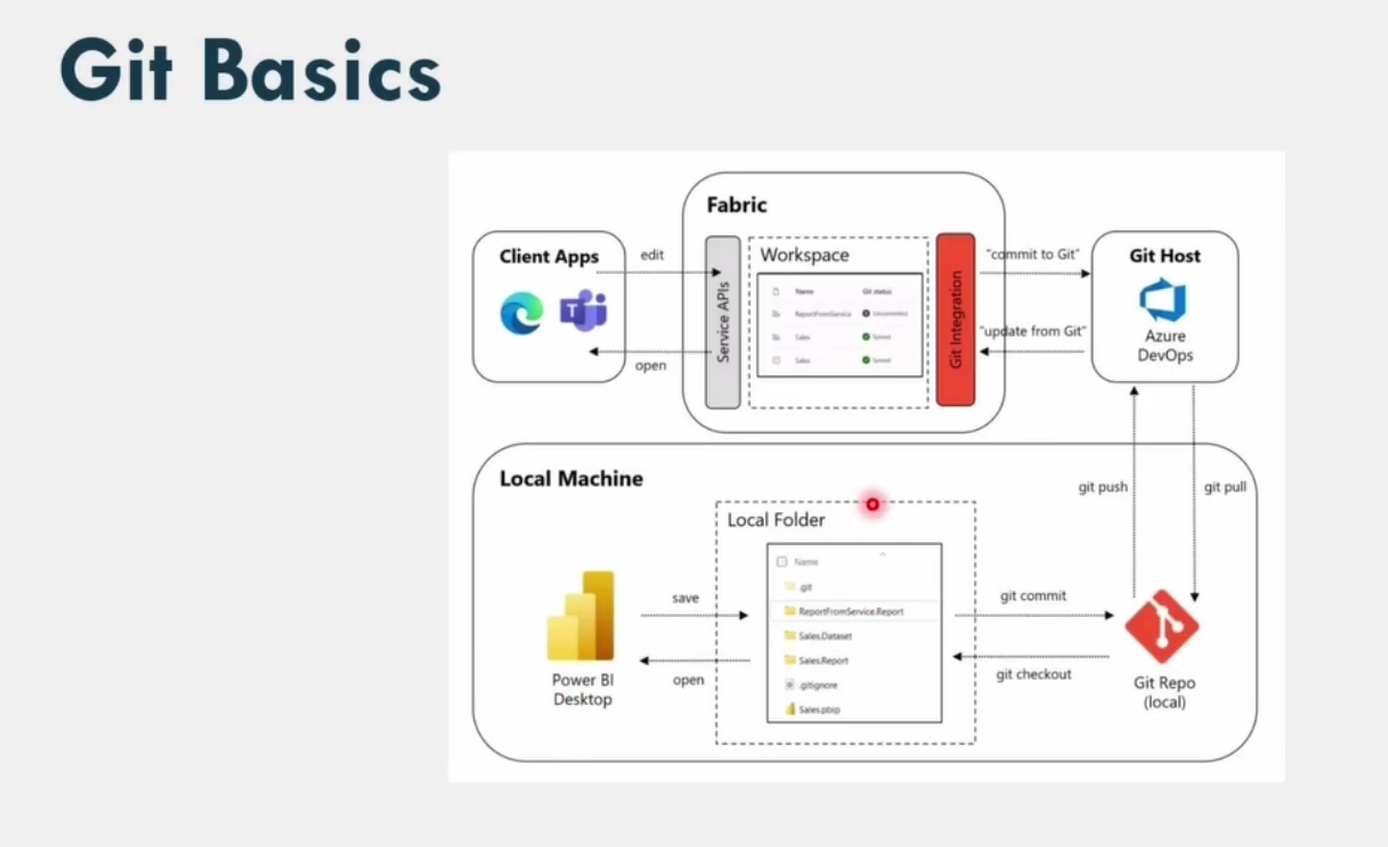 Git Basics
Fabric
Client Apps
edit
open
Service APIs
Workspace
Name Git status
ReportFromService Uncommitted
Sales Synced
Sales Synced
Git Integration
"commit to Git"
"update from Git"
Git Host
Azure
DevOps
Local Machine
git push
git pull
Local Folder
Name
.git
ReportFromService.Report
Sales.Dataset
Sales.Report
.gitignore
Sales.pbip
save
open
Power BI
Desktop
git commit
git checkout
Git Repo
(local)